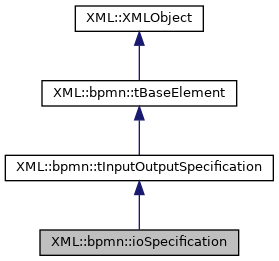 XML::XMLObject
XML::bpmn::tBaseElement
XML::bpmn::tInputOutputSpecification
XML::bpmn::ioSpecification